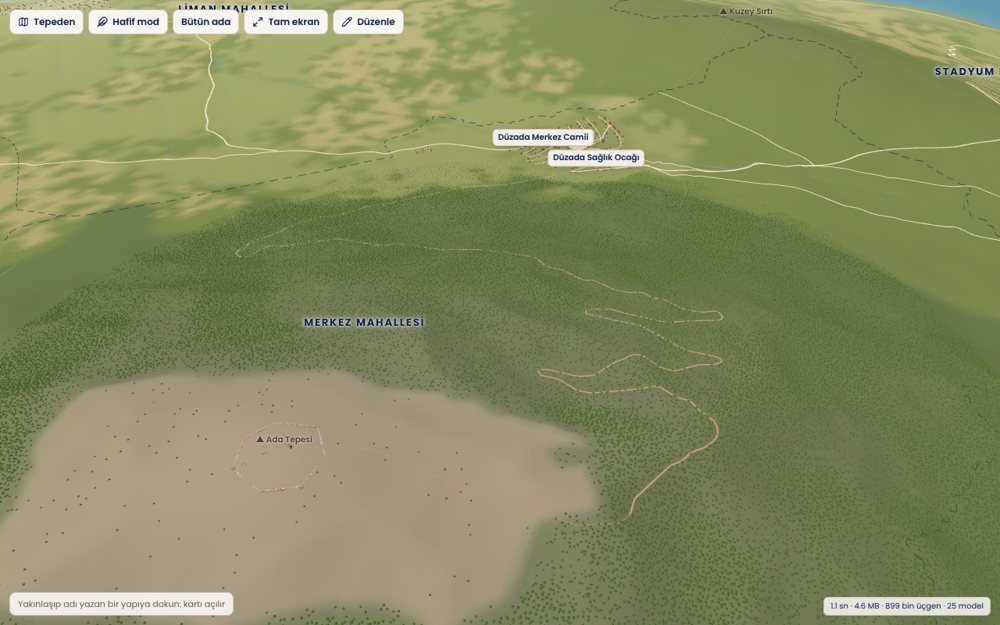 LİMAN MAHALLESİ
Tepeden
Hafif mod
Bütün ada
Tam ekran
Düzenle
Kuzey Sırtı
STADYUM
Düzada Merkez Camii
Düzada Sağlık Ocağı
MERKEZ MAHALLESİ
Ada Tepesi
Yakınlaşıp adı yazan bir yapıya dokun: kartı açılır
1.1 sn · 4.6 MB · 899 bin üçgen · 25 model